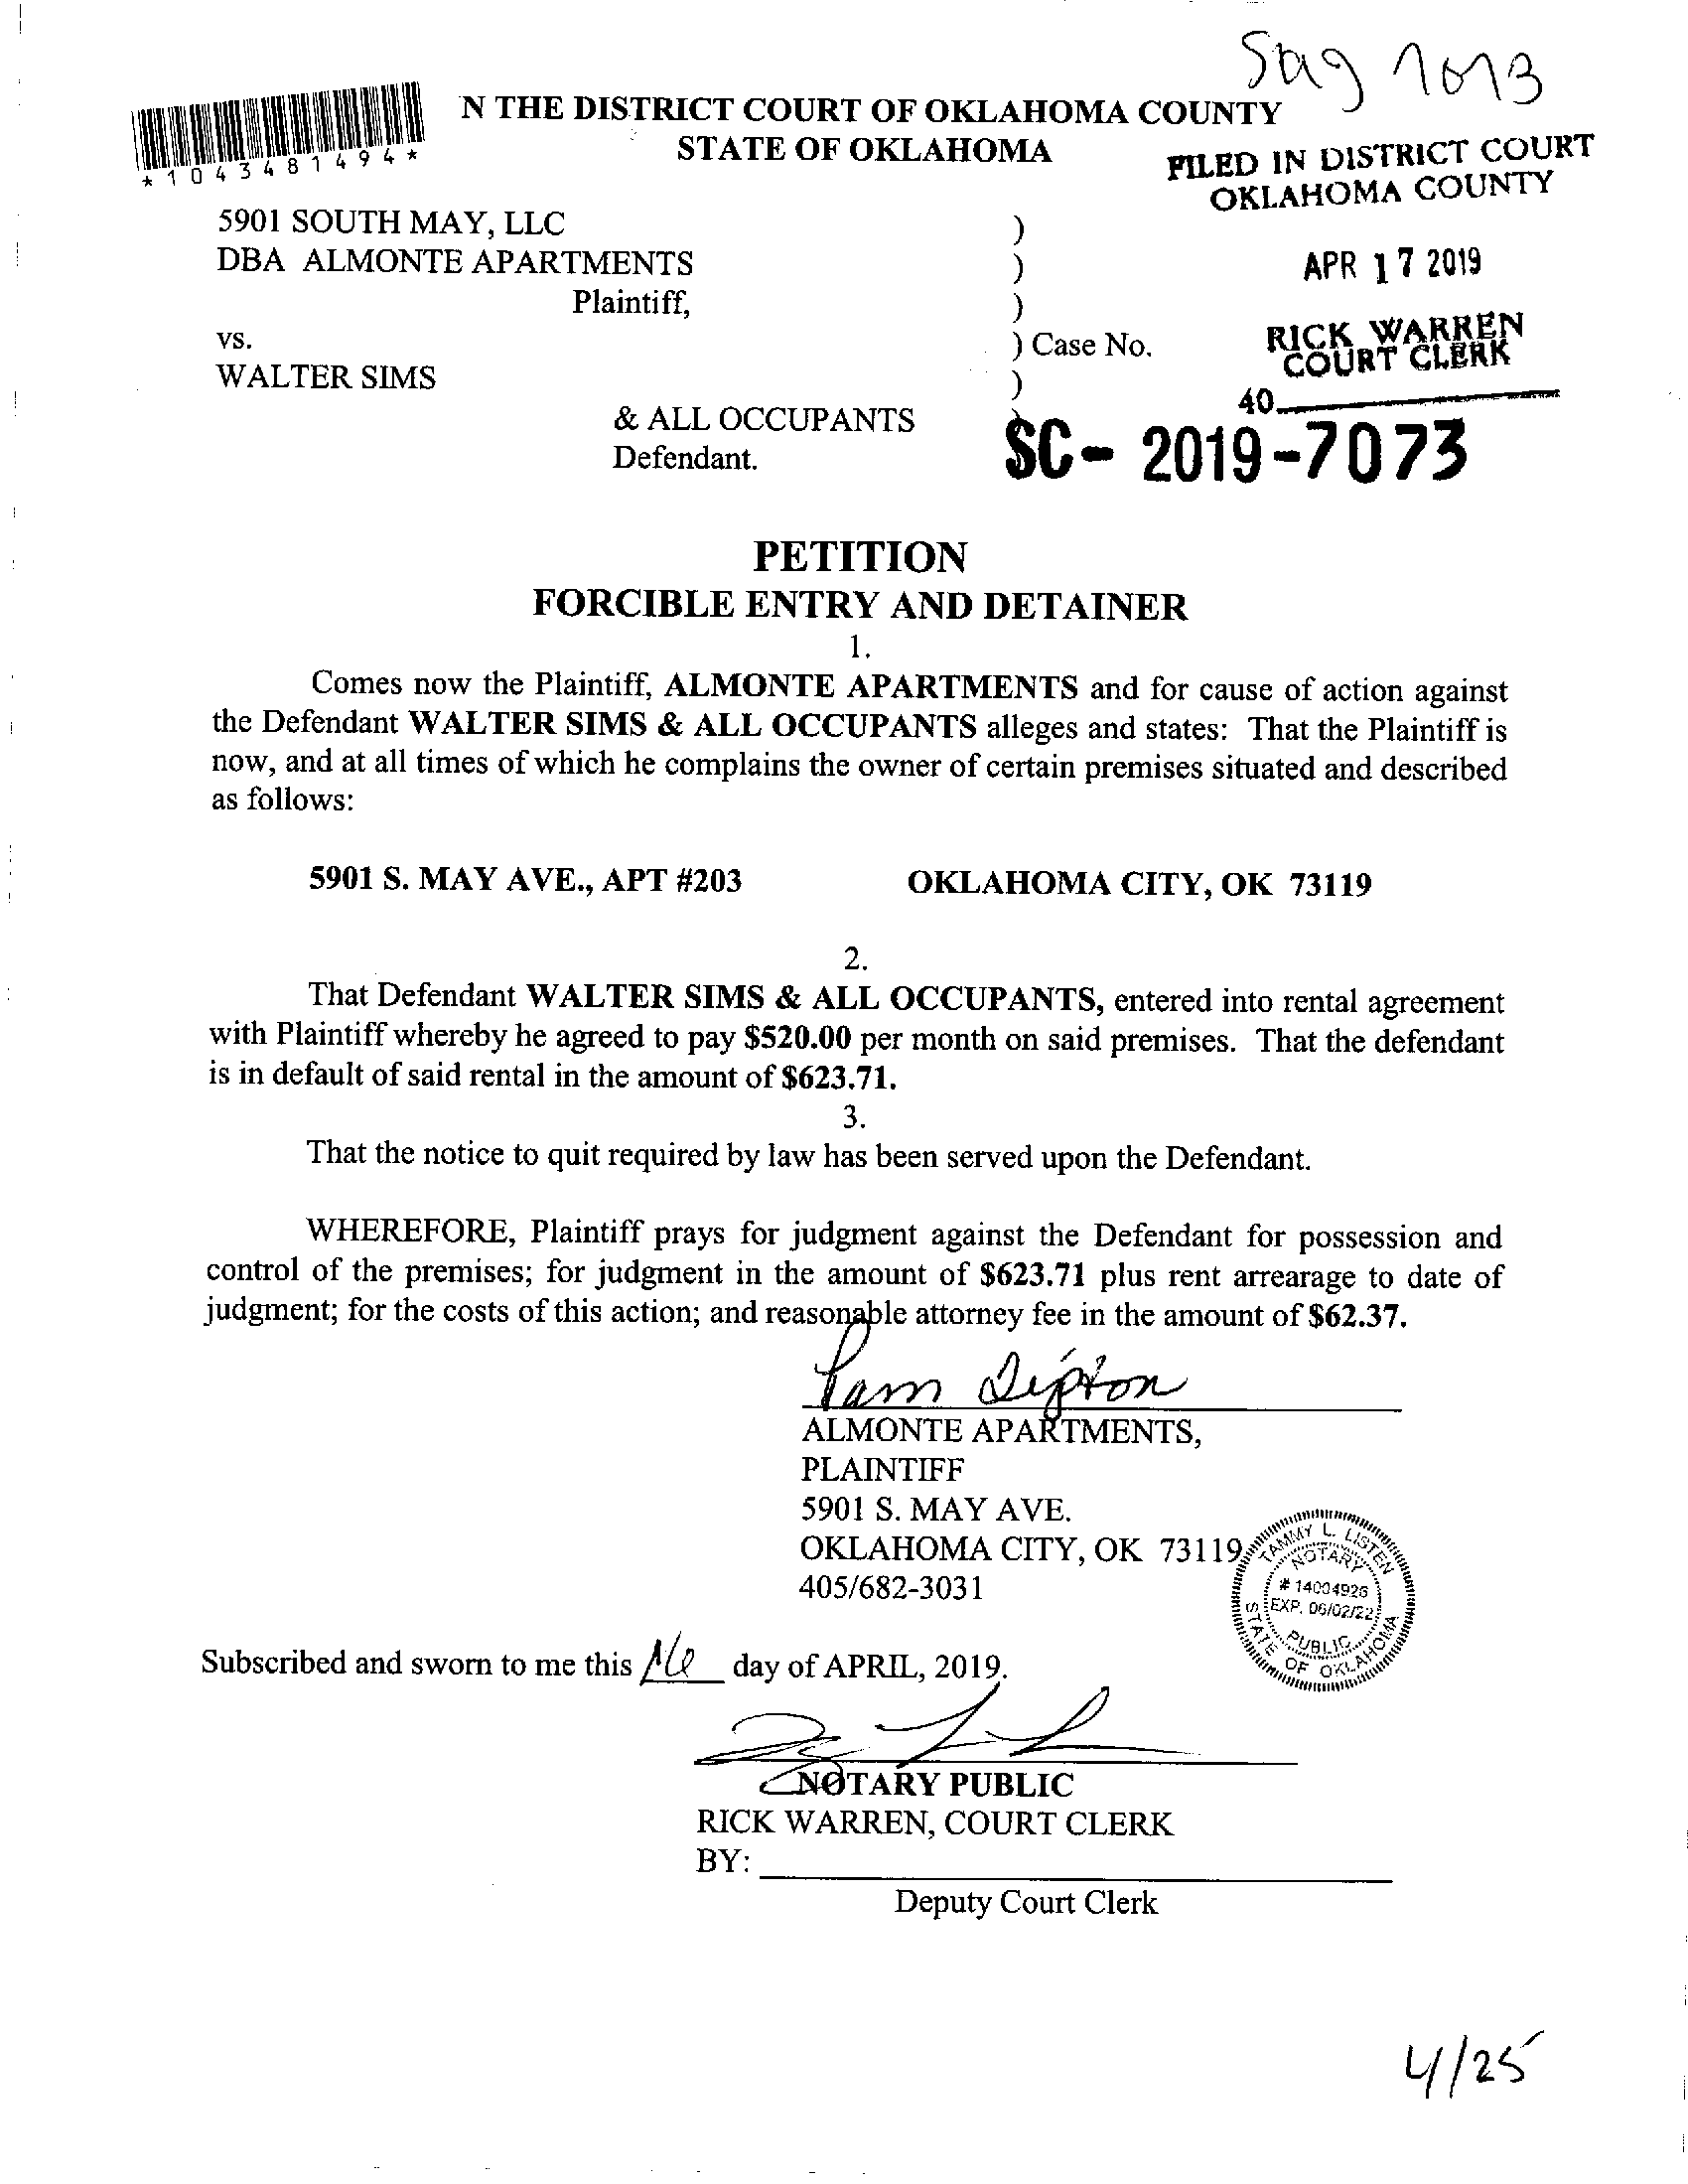 N THE DISTRICT COURT OF OKLAHOMA COUNTY
STATE OF OKLAHOMA
*1043481494*
FILED IN DISTRICT COURT
OKLAHOMA COUNTY
APR 17 2019
RICK WARREN
COURT CLERK
40
5901 SOUTH MAY, LLC )
DBA ALMONTE APARTMENTS )
Plaintiff, )
vs. ) Case No.
WALTER SIMS )
& ALL OCCUPANTS )
Defendant.
SC- 2019-7073
PETITION
FORCIBLE ENTRY AND DETAINER
1.
Comes now the Plaintiff, ALMONTE APARTMENTS and for cause of action against
the Defendant WALTER SIMS & ALL OCCUPANTS alleges and states: That the Plaintiff is
now, and at all times of which he complains the owner of certain premises situated and described
as follows:
5901 S. MAY AVE., APT #203 OKLAHOMA CITY, OK 73119
2.
That Defendant WALTER SIMS & ALL OCCUPANTS, entered into rental agreement
with Plaintiff whereby he agreed to pay $520.00 per month on said premises. That the defendant
is in default of said rental in the amount of $623.71.
3.
That the notice to quit required by law has been served upon the Defendant.
WHEREFORE, Plaintiff prays for judgment against the Defendant for possession and
control of the premises; for judgment in the amount of $623.71 plus rent arrearage to date of
judgment; for the costs of this action; and reasonable attorney fee in the amount of $62.37.
Pam
ALMONTE APARTMENTS,
PLAINTIFF
5901 S. MAY AVE.
OKLAHOMA CITY, OK 73119
405/682-3031
TAMMY L. LISTEN
NOTARY
# 14004926
EXP. 06/02/22
PUBLIC
STATE OF OKLAHOMA
Subscribed and sworn to me this day of APRIL, 2019.
NOTARY PUBLIC
RICK WARREN, COURT CLERK
BY:
Deputy Court Clerk
4/25